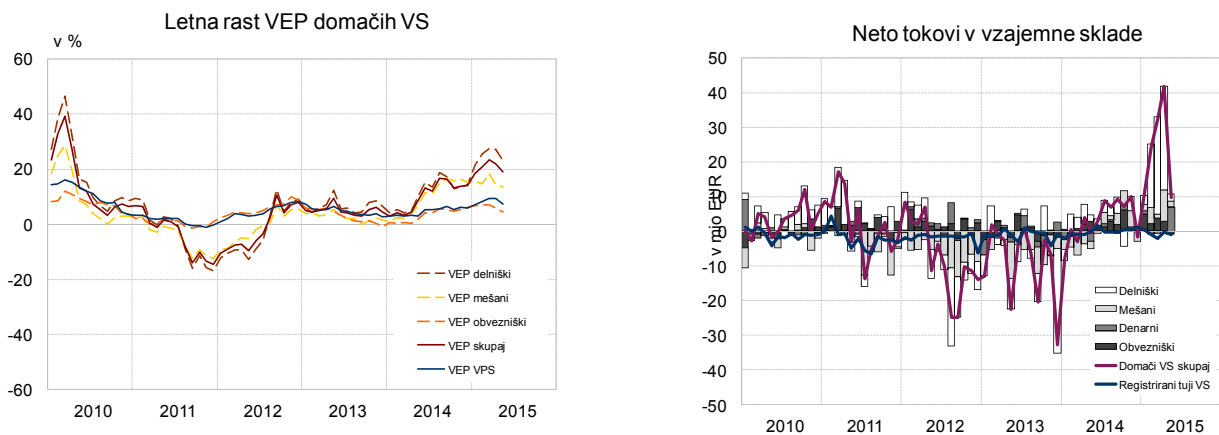 Letna rast VEP domačih VS
v %
60
40
20
0
-20
-40
-60
VEP delniški
VEP mešani
VEP obvezniški
VEP skupaj
VEP VPS
2010 2011 2012 2013 2014 2015
Neto tokovi v vzajemne sklade
v mio EUR
50
40
30
20
10
0
-10
-20
-30
-40
-50
Delniški
Mešani
Denarni
Obvezniški
Domači VS skupaj
Registrirani tuji VS
2010 2011 2012 2013 2014 2015